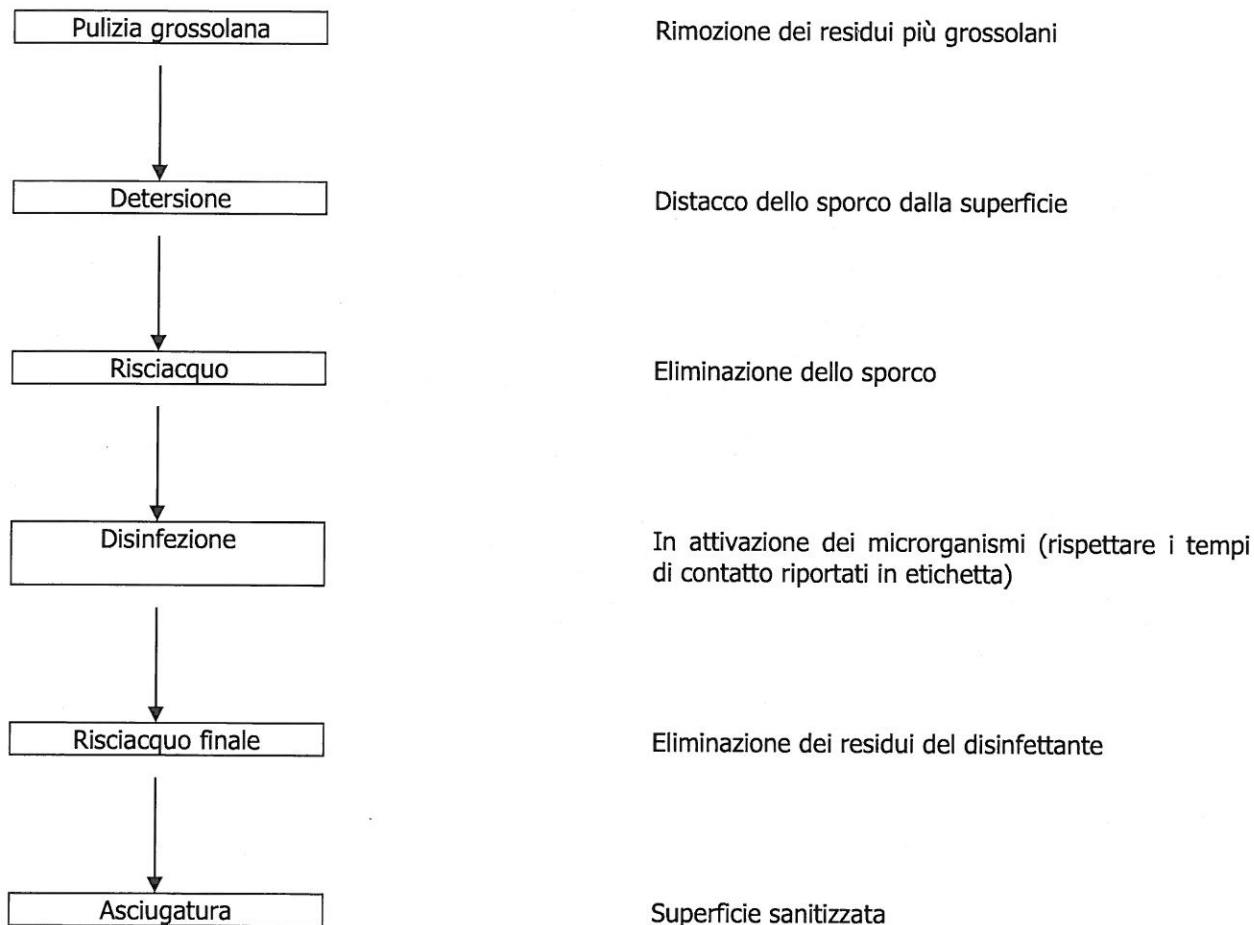 Pulizia grossolana
Rimozione dei residui più grossolani
Detersione
Distacco dello sporco dalla superficie
Risciacquo
Eliminazione dello sporco
Disinfezione
In attivazione dei microrganismi (rispettare i tempi
di contatto riportati in etichetta)
Risciacquo finale
Eliminazione dei residui del disinfettante
Asciugatura
Superficie sanitizzata